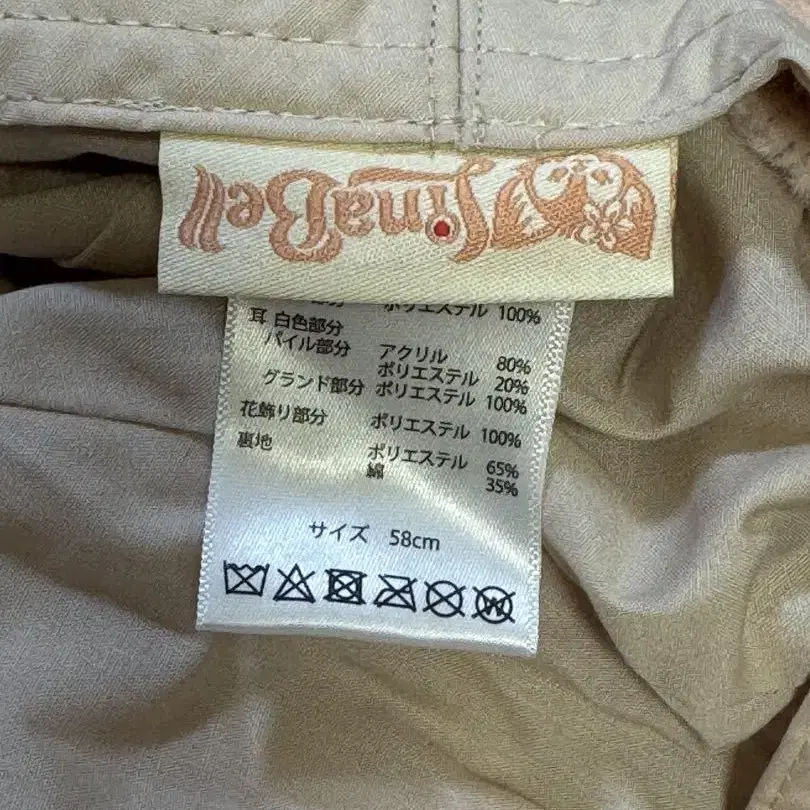 LinaBell
部分 ポリエステル 100%
耳 白色部分
パイル部分 アクリル 80%
ポリエステル 20%
グランド部分 ポリエステル 100%
花飾り部分 ポリエステル 100%
裏地 ポリエステル 65%
綿 35%
サイズ 58cm
W